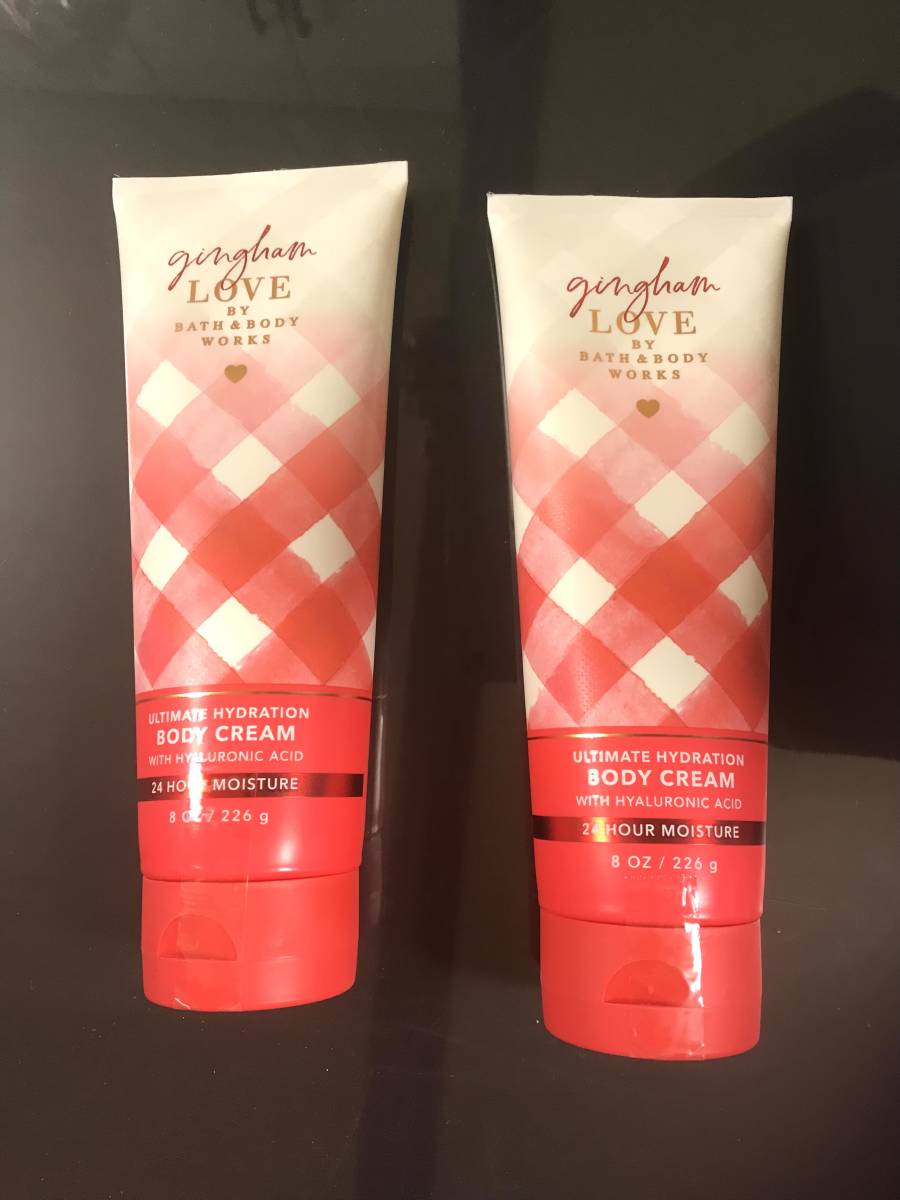 gingham
LOVE
BY
BATH & BODY
WORKS
ULTIMATE HYDRATION
BODY CREAM
WITH HYALURONIC ACID
24 HOUR MOISTURE
8 OZ / 226 g
gingham
LOVE
BY
BATH & BODY
WORKS
ULTIMATE HYDRATION
BODY CREAM
WITH HYALURONIC ACID
24 HOUR MOISTURE
8 OZ / 226 g